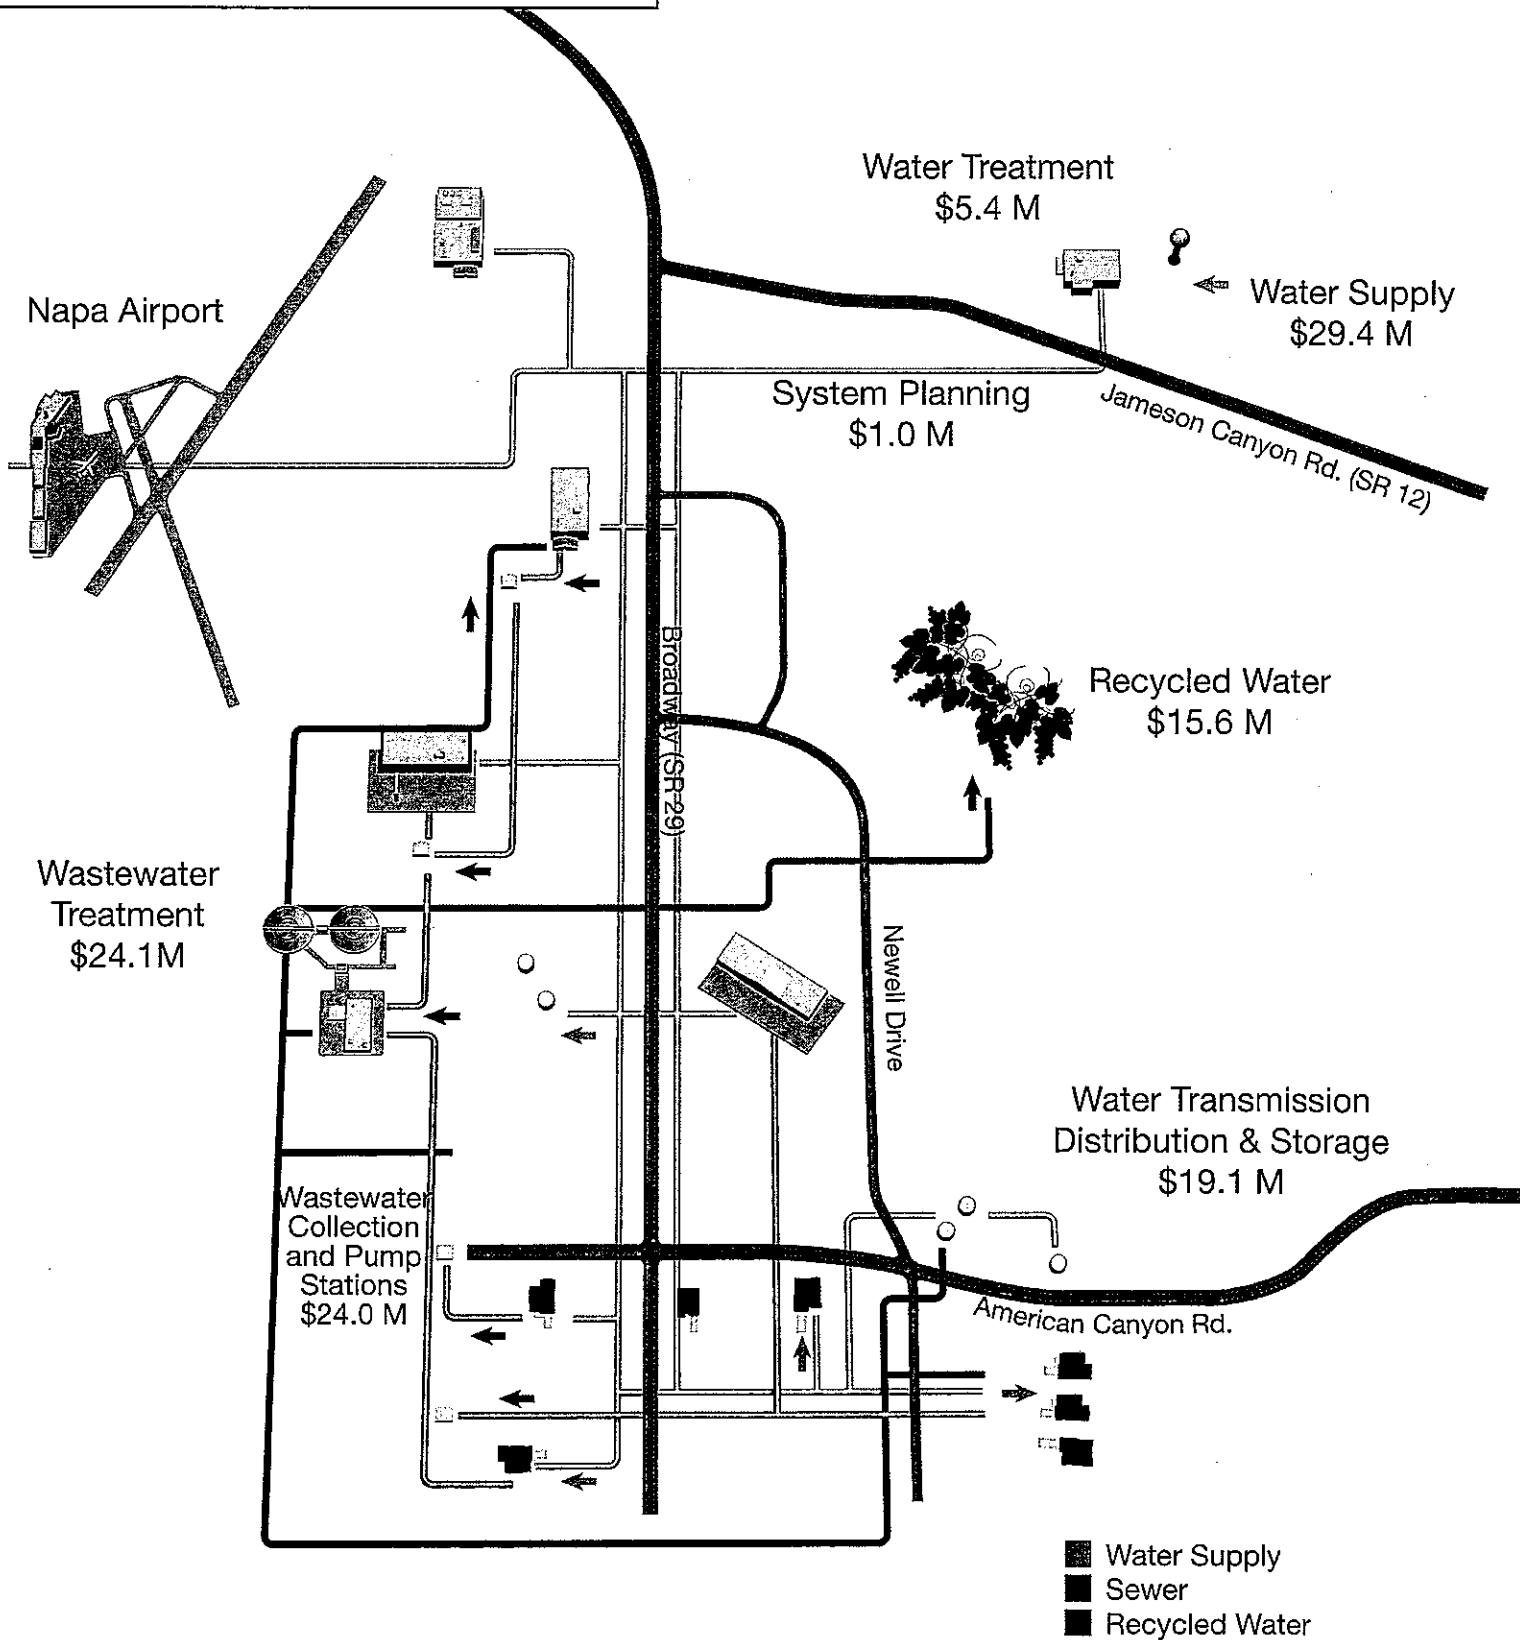 Water Treatment
$5.4 M
Napa Airport
Water Supply
$29.4 M
System Planning
$1.0 M
Jameson Canyon Rd. (SR 12)
Broadway (SR 29)
Recycled Water
$15.6 M
Wastewater
Treatment
$24.1M
Newell Drive
Water Transmission
Distribution & Storage
$19.1 M
Wastewater
Collection
and Pump
Stations
$24.0 M
American Canyon Rd.
Water Supply
Sewer
Recycled Water